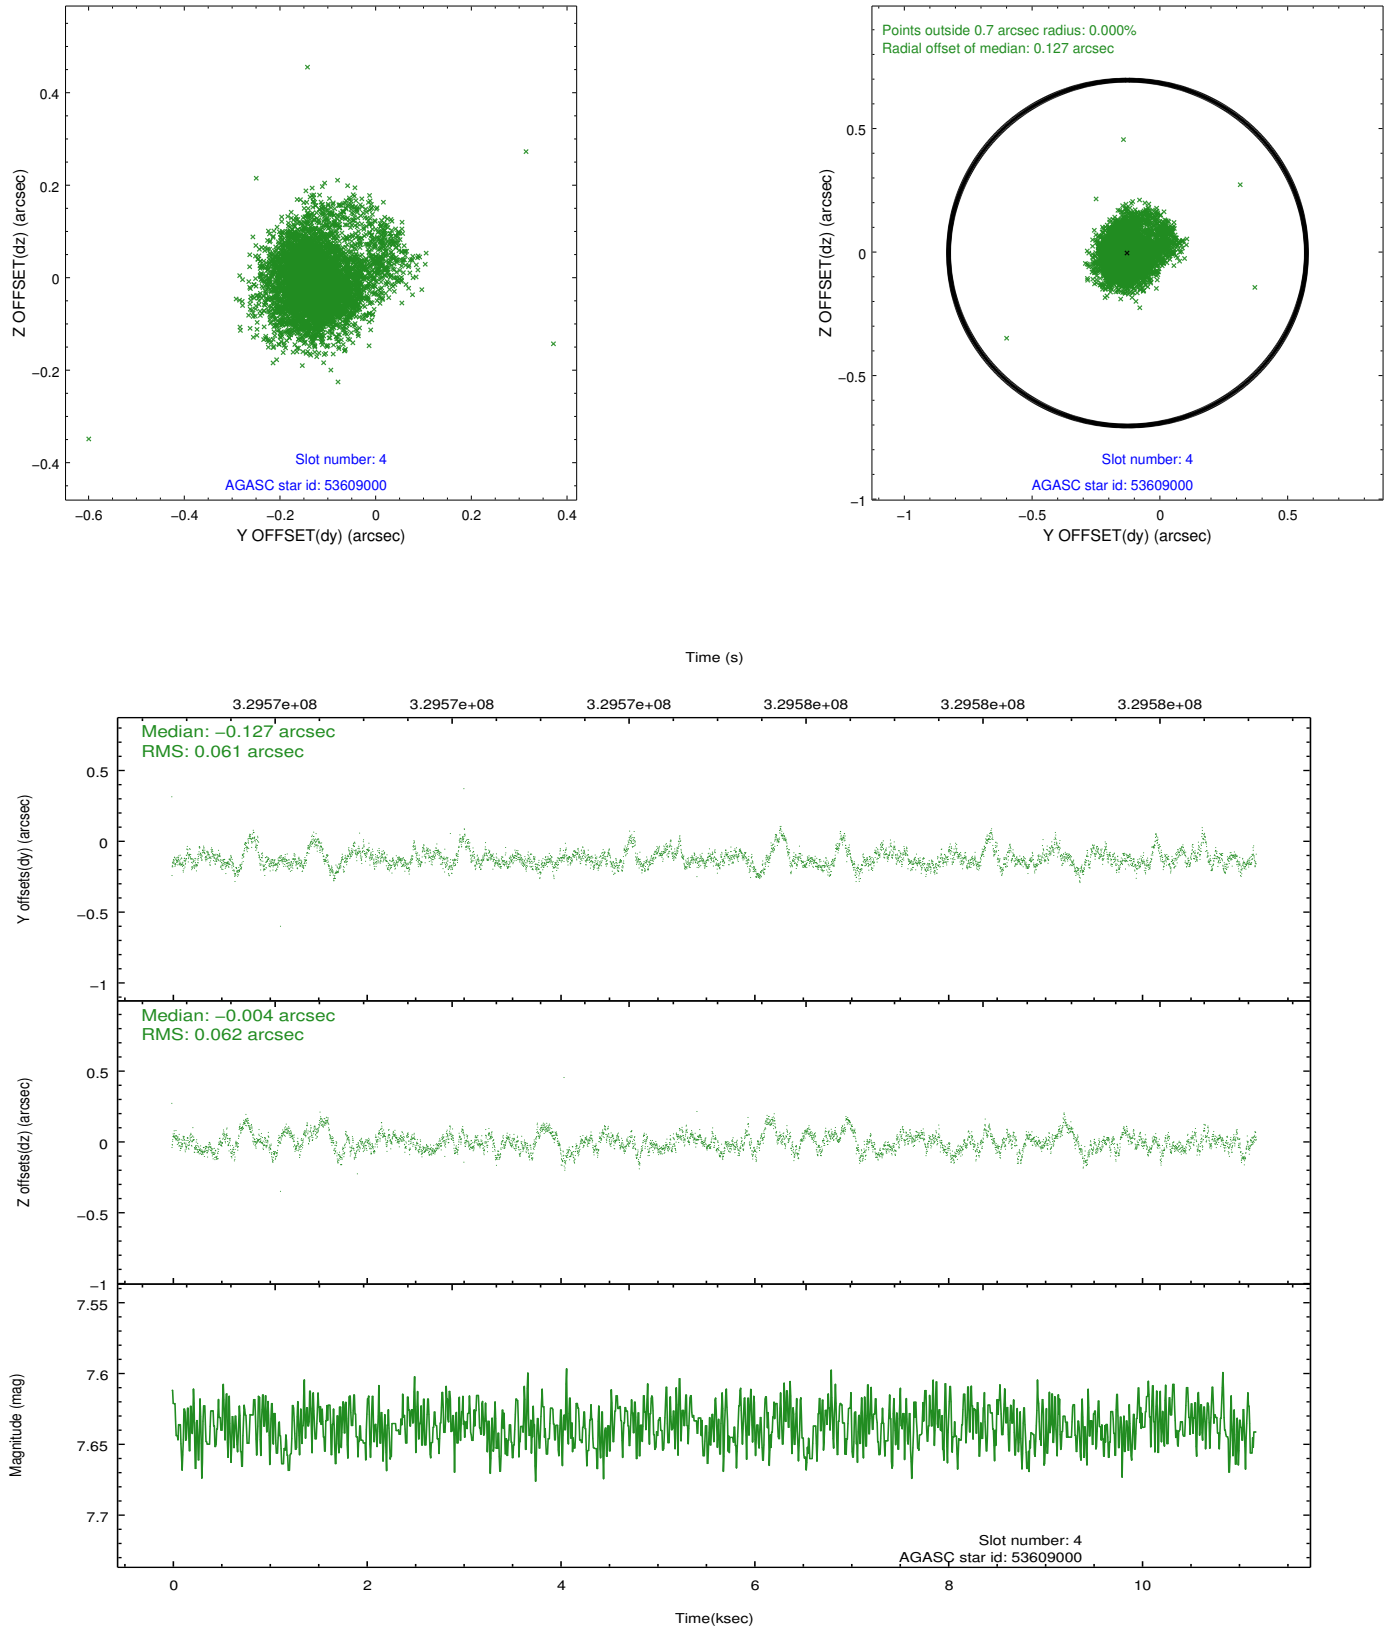 0.4
0.2
0
−0.2
−0.4
Z OFFSET(dz) (arcsec)
Slot number: 4
AGASC star id: 53609000
−0.6 −0.4 −0.2 0 0.2 0.4
Y OFFSET(dy) (arcsec)
Points outside 0.7 arcsec radius: 0.000%
Radial offset of median: 0.127 arcsec
0.5
0
−0.5
−1
Z OFFSET(dz) (arcsec)
Slot number: 4
AGASC star id: 53609000
−1 −0.5 0 0.5
Y OFFSET(dy) (arcsec)
Time (s)
3.2957e+08 3.2957e+08 3.2957e+08 3.2958e+08 3.2958e+08 3.2958e+08
Median: −0.127 arcsec
RMS: 0.061 arcsec
0.5
0
−0.5
−1
Y offsets(dy) (arcsec)
Median: −0.004 arcsec
RMS: 0.062 arcsec
0.5
0
−0.5
−1
Z offsets(dz) (arcsec)
7.55
7.6
7.65
7.7
Magnitude (mag)
Slot number: 4
AGASC star id: 53609000
0 2 4 6 8 10
Time(ksec)